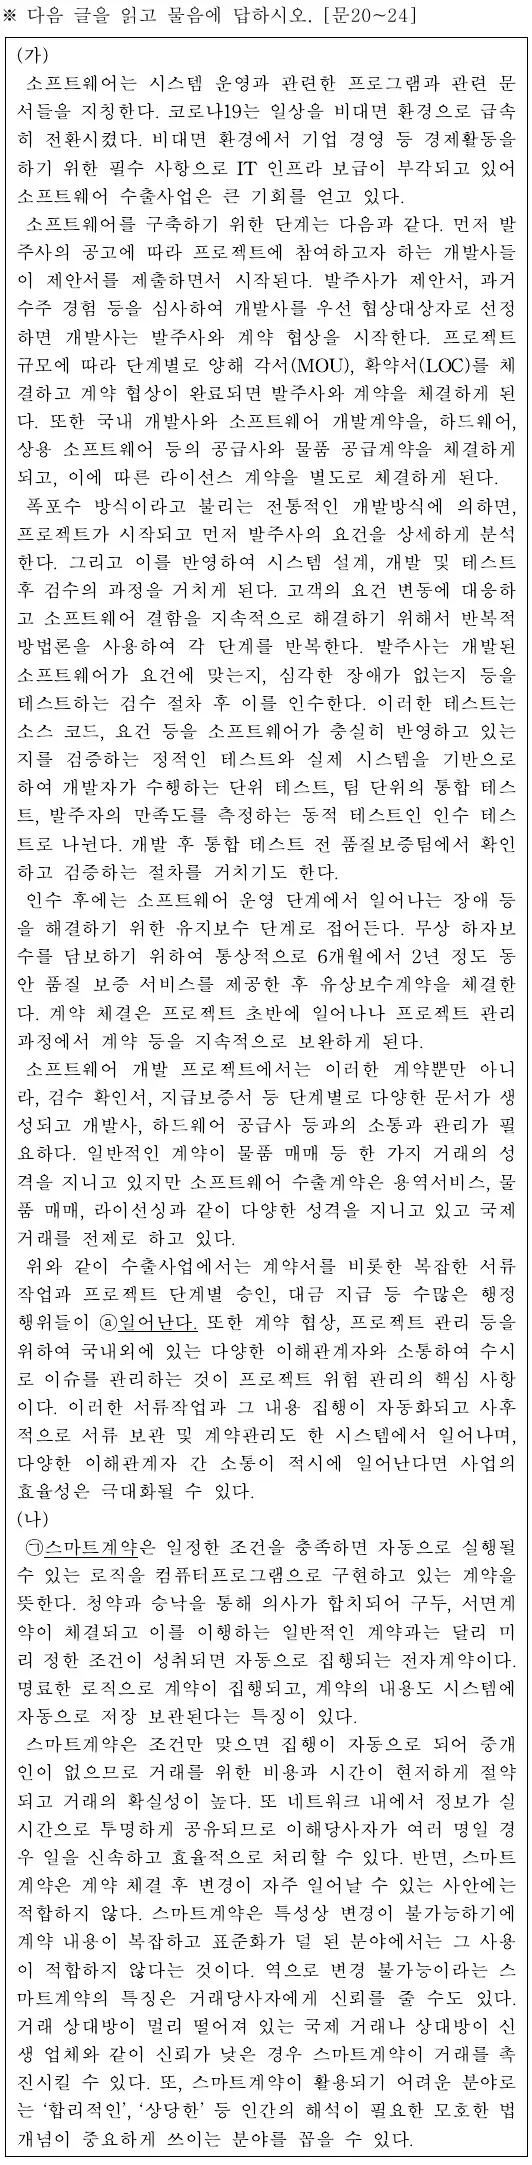 ※ 다음 글을 읽고 물음에 답하시오. [문20~24]
(가)
소프트웨어는 시스템 운영과 관련한 프로그램과 관련 문
서들을 지칭한다. 코로나19는 일상을 비대면 환경으로 급속
히 전환시켰다. 비대면 환경에서 기업 경영 등 경제활동을
하기 위한 필수 사항으로 IT 인프라 보급이 부각되고 있어
소프트웨어 수출사업은 큰 기회를 얻고 있다.
소프트웨어를 구축하기 위한 단계는 다음과 같다. 먼저 발
주사의 공고에 따라 프로젝트에 참여하고자 하는 개발사들
이 제안서를 제출하면서 시작된다. 발주사가 제안서, 과거
수주 경험 등을 심사하여 개발사를 우선 협상대상자로 선정
하면 개발사는 발주사와 계약 협상을 시작한다. 프로젝트
규모에 따라 단계별로 양해 각서(MOU), 확약서(LOC)를 체
결하고 계약 협상이 완료되면 발주사와 계약을 체결하게 된
다. 또한 국내 개발사와 소프트웨어 개발계약을, 하드웨어,
상용 소프트웨어 등의 공급사와 물품 공급계약을 체결하게
되고, 이에 따른 라이선스 계약을 별도로 체결하게 된다.
폭포수 방식이라고 불리는 전통적인 개발방식에 의하면,
프로젝트가 시작되고 먼저 발주사의 요건을 상세하게 분석
한다. 그리고 이를 반영하여 시스템 설계, 개발 및 테스트
후 검수의 과정을 거치게 된다. 고객의 요건 변동에 대응하
고 소프트웨어 결함을 지속적으로 해결하기 위해서 반복적
방법론을 사용하여 각 단계를 반복한다. 발주사는 개발된
소프트웨어가 요건에 맞는지, 심각한 장애가 없는지 등을
테스트하는 검수 절차 후 이를 인수한다. 이러한 테스트는
소스 코드, 요건 등을 소프트웨어가 충실히 반영하고 있는
지를 검증하는 정적인 테스트와 실제 시스템을 기반으로
하여 개발자가 수행하는 단위 테스트, 팀 단위의 통합 테스
트, 발주자의 만족도를 측정하는 동적 테스트인 인수 테스
트로 나뉜다. 개발 후 통합 테스트 전 품질보증팀에서 확인
하고 검증하는 절차를 거치기도 한다.
인수 후에는 소프트웨어 운영 단계에서 일어나는 장애 등
을 해결하기 위한 유지보수 단계로 접어든다. 무상 하자보
수를 담보하기 위하여 통상적으로 6개월에서 2년 정도 동
안 품질 보증 서비스를 제공한 후 유상보수계약을 체결한
다. 계약 체결은 프로젝트 초반에 일어나나 프로젝트 관리
과정에서 계약 등을 지속적으로 보완하게 된다.
소프트웨어 개발 프로젝트에서는 이러한 계약뿐만 아니
라, 검수 확인서, 지급보증서 등 단계별로 다양한 문서가 생
성되고 개발사, 하드웨어 공급사 등과의 소통과 관리가 필
요하다. 일반적인 계약이 물품 매매 등 한 가지 거래의 성
격을 지니고 있지만 소프트웨어 수출계약은 용역서비스, 물
품 매매, 라이선싱과 같이 다양한 성격을 지니고 있고 국제
거래를 전제로 하고 있다.
위와 같이 수출사업에서는 계약서를 비롯한 복잡한 서류
작업과 프로젝트 단계별 승인, 대금 지급 등 수많은 행정
행위들이 ⓐ일어난다. 또한 계약 협상, 프로젝트 관리 등을
위하여 국내외에 있는 다양한 이해관계자와 소통하여 수시
로 이슈를 관리하는 것이 프로젝트 위험 관리의 핵심 사항
이다. 이러한 서류작업과 그 내용 집행이 자동화되고 사후
적으로 서류 보관 및 계약관리도 한 시스템에서 일어나며,
다양한 이해관계자 간 소통이 적시에 일어난다면 사업의
효율성은 극대화될 수 있다.
(나)
㉠스마트계약은 일정한 조건을 충족하면 자동으로 실행될
수 있는 로직을 컴퓨터프로그램으로 구현하고 있는 계약을
뜻한다. 청약과 승낙을 통해 의사가 합치되어 구두, 서면계
약이 체결되고 이를 이행하는 일반적인 계약과는 달리 미
리 정한 조건이 성취되면 자동으로 집행되는 전자계약이다.
명료한 로직으로 계약이 집행되고, 계약의 내용도 시스템에
자동으로 저장 보관된다는 특징이 있다.
스마트계약은 조건만 맞으면 집행이 자동으로 되어 중개
인이 없으므로 거래를 위한 비용과 시간이 현저하게 절약
되고 거래의 확실성이 높다. 또 네트워크 내에서 정보가 실
시간으로 투명하게 공유되므로 이해당사자가 여러 명일 경
우 일을 신속하고 효율적으로 처리할 수 있다. 반면, 스마트
계약은 계약 체결 후 변경이 자주 일어날 수 있는 사안에는
적합하지 않다. 스마트계약은 특성상 변경이 불가능하기에
계약 내용이 복잡하고 표준화가 덜 된 분야에서는 그 사용
이 적합하지 않다는 것이다. 역으로 변경 불가능이라는 스
마트계약의 특징은 거래당사자에게 신뢰를 줄 수도 있다.
거래 상대방이 멀리 떨어져 있는 국제 거래나 상대방이 신
생 업체와 같이 신뢰가 낮은 경우 스마트계약이 거래를 촉
진시킬 수 있다. 또, 스마트계약이 활용되기 어려운 분야로
는 ‘합리적인’, ‘상당한’ 등 인간의 해석이 필요한 모호한 법
개념이 중요하게 쓰이는 분야를 꼽을 수 있다.